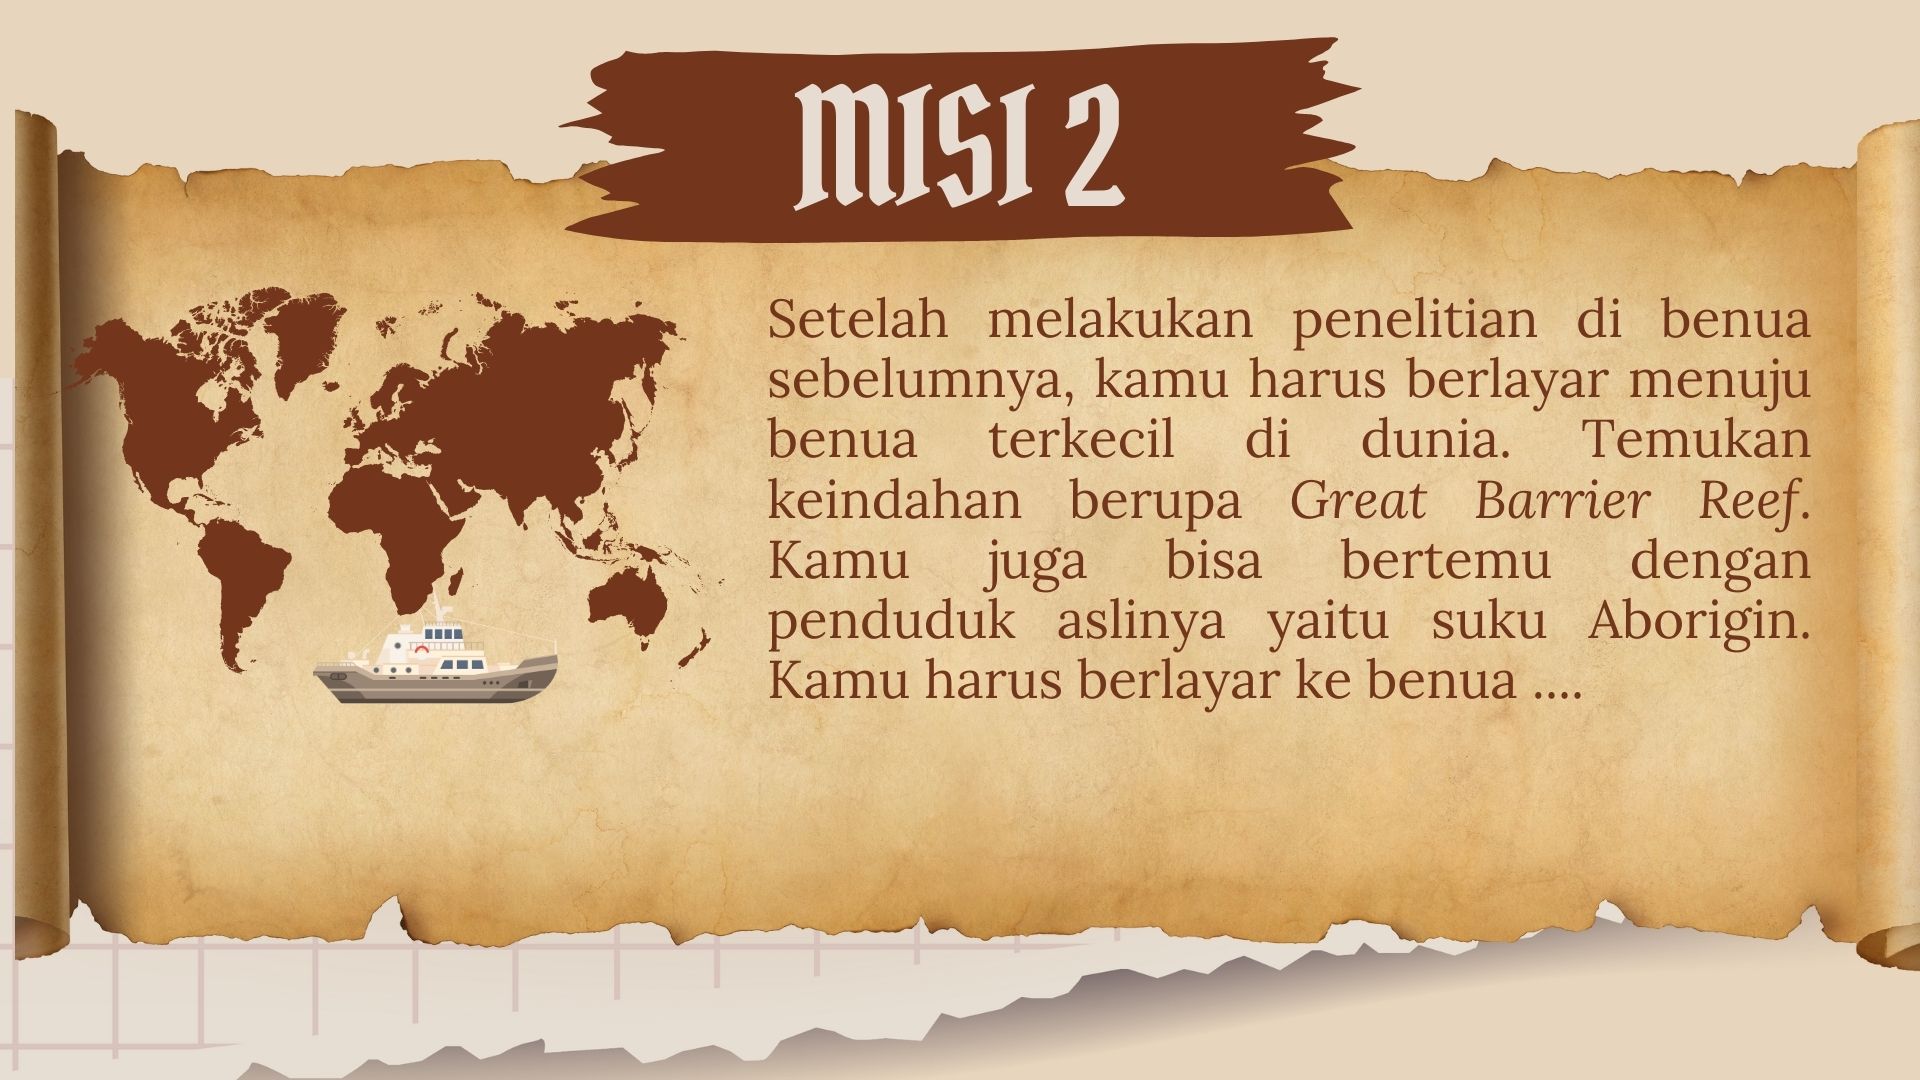 MISI 2
Setelah melakukan penelitian di benua
sebelumnya, kamu harus berlayar menuju
benua terkecil di dunia. Temukan
keindahan berupa Great Barrier Reef.
Kamu juga bisa bertemu dengan
penduduk aslinya yaitu suku Aborigin.
Kamu harus berlayar ke benua ....